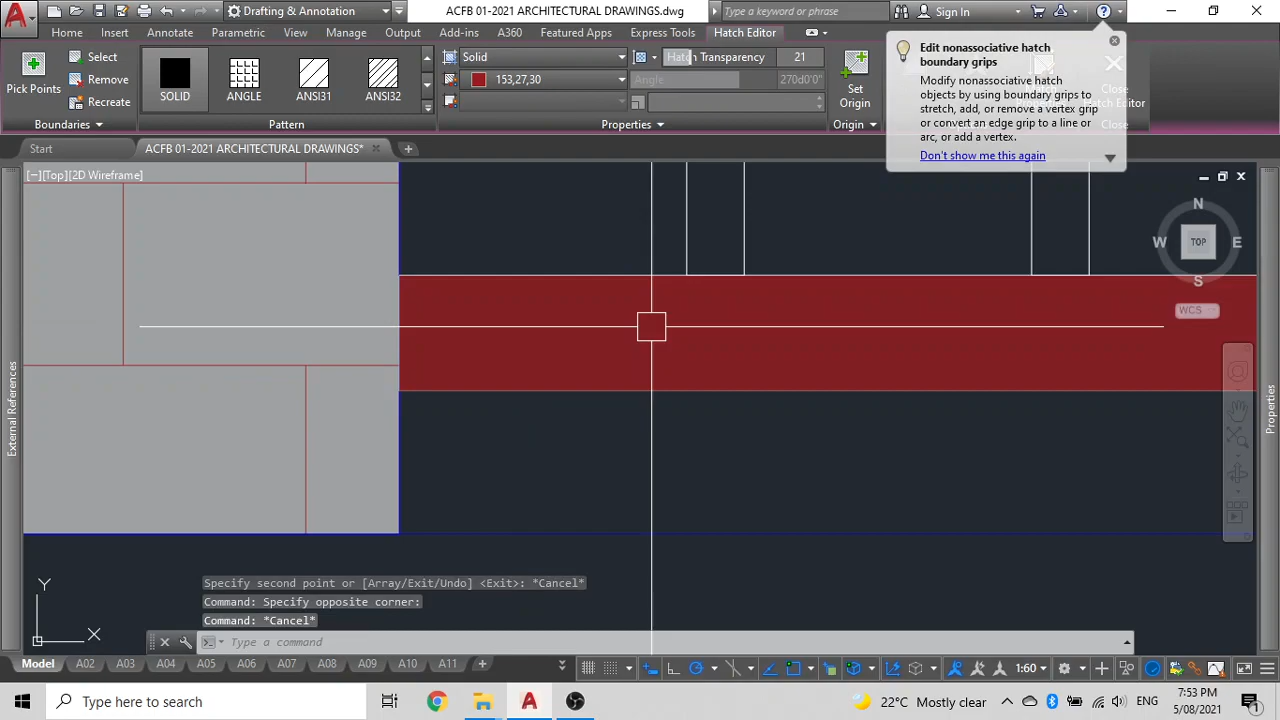 Drafting & Annotation
ACFB 01-2021 ARCHITECTURAL DRAWINGS.dwg
Type a keyword or phrase
Sign In
Home
Insert
Annotate
Parametric
View
Manage
Output
Add-ins
A360
Featured Apps
Express Tools
Hatch Editor
Pick Points
Select
Remove
Recreate
Boundaries
SOLID
ANGLE
ANSI31
ANSI32
Pattern
Solid
153,27,30
Hatch Transparency
21
Angle
270d0'0"
Properties
Set
Origin
Origin
Edit nonassociative hatch
boundary grips
Modify nonassociative hatch
objects by using boundary grips to
stretch, add, or remove a vertex grip
or convert an edge grip to a line or
arc, or add a vertex.
Don't show me this again
Close
Hatch Editor
Close
Start
ACFB 01-2021 ARCHITECTURAL DRAWINGS*
[−][Top][2D Wireframe]
N
W
TOP
E
S
WCS
External References
Properties
Y
X
Specify second point or [Array/Exit/Undo] <Exit>: *Cancel*
Command: Specify opposite corner:
Command: *Cancel*
Type a command
Model
A02
A03
A04
A05
A06
A07
A08
A09
A10
A11
1:60
Type here to search
22°C Mostly clear
ENG
7:53 PM
5/08/2021
1